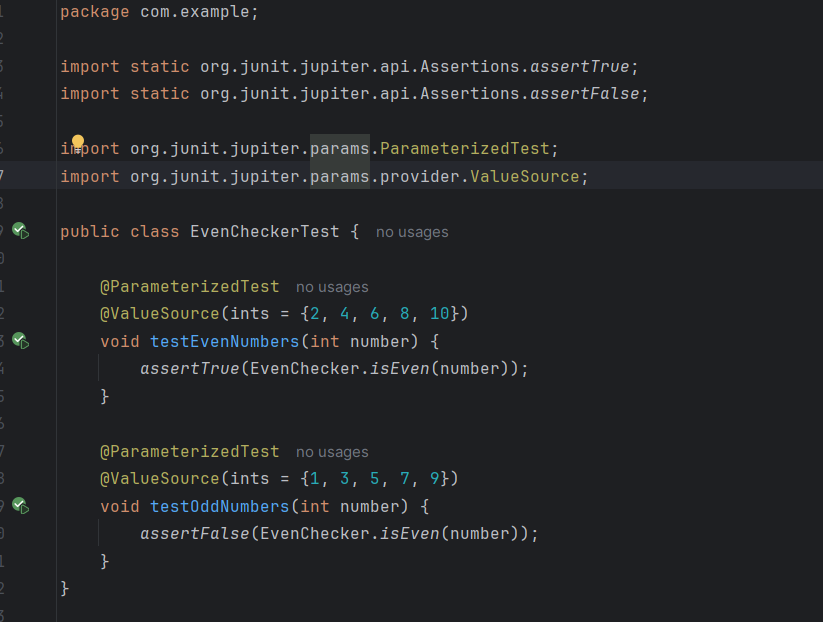 package com.example;
import static org.junit.jupiter.api.Assertions.assertTrue;
import static org.junit.jupiter.api.Assertions.assertFalse;
import org.junit.jupiter.params.ParameterizedTest;
import org.junit.jupiter.params.provider.ValueSource;
public class EvenCheckerTest { no usages
@ParameterizedTest no usages
@ValueSource(ints = {2, 4, 6, 8, 10})
void testEvenNumbers(int number) {
assertTrue(EvenChecker.isEven(number));
}
@ParameterizedTest no usages
@ValueSource(ints = {1, 3, 5, 7, 9})
void testOddNumbers(int number) {
assertFalse(EvenChecker.isEven(number));
}
}